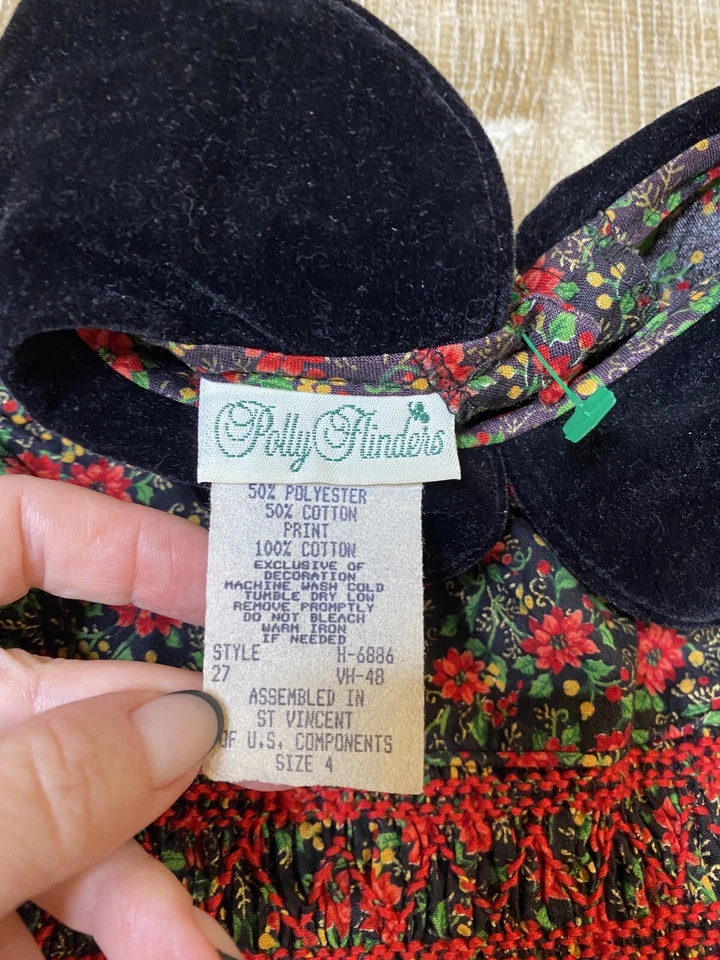 Polly Flinders
50% POLYESTER
50% COTTON
PRINT
100% COTTON
EXCLUSIVE OF
DECORATION
MACHINE WASH COLD
TUMBLE DRY COW
REMOVE PROMPTLY
DO NOT BLEACH
WARM IRON
IF NEEDED
STYLE H-6886
27 VH-48
ASSEMBLED IN
ST VINCENT
OF U.S. COMPONENTS
SIZE 4